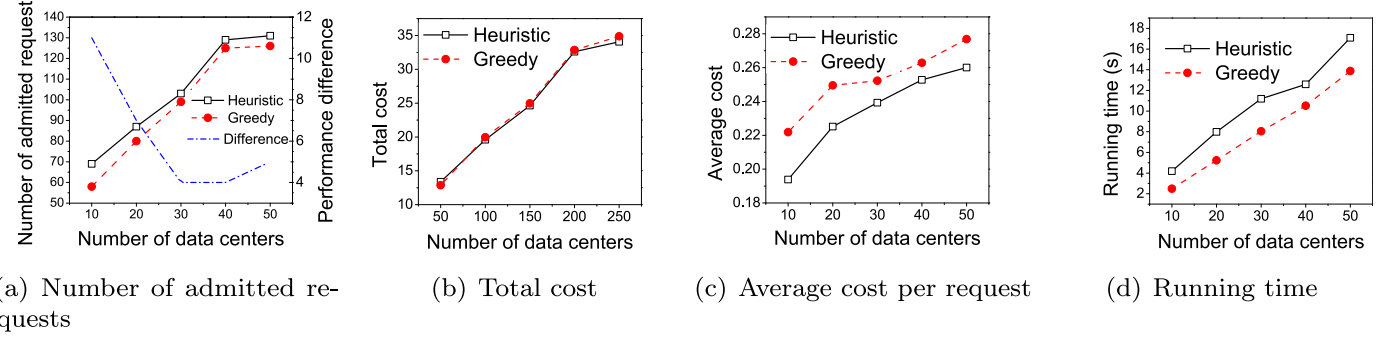 140
130
120
110
100
90
80
70
60
50
12
10
8
6
4
10 20 30 40 50
Number of admitted request
Performance difference
Heuristic
Greedy
Difference
Number of data centers
(a) Number of admitted re-
quests
35
30
25
20
15
10
50 100 150 200 250
Total cost
Heuristic
Greedy
Number of data centers
(b) Total cost
0.28
0.26
0.24
0.22
0.20
0.18
10 20 30 40 50
Average cost
Heuristic
Greedy
Number of data centers
(c) Average cost per request
18
16
14
12
10
8
6
4
2
10 20 30 40 50
Running time (s)
Heuristic
Greedy
Number of data centers
(d) Running time